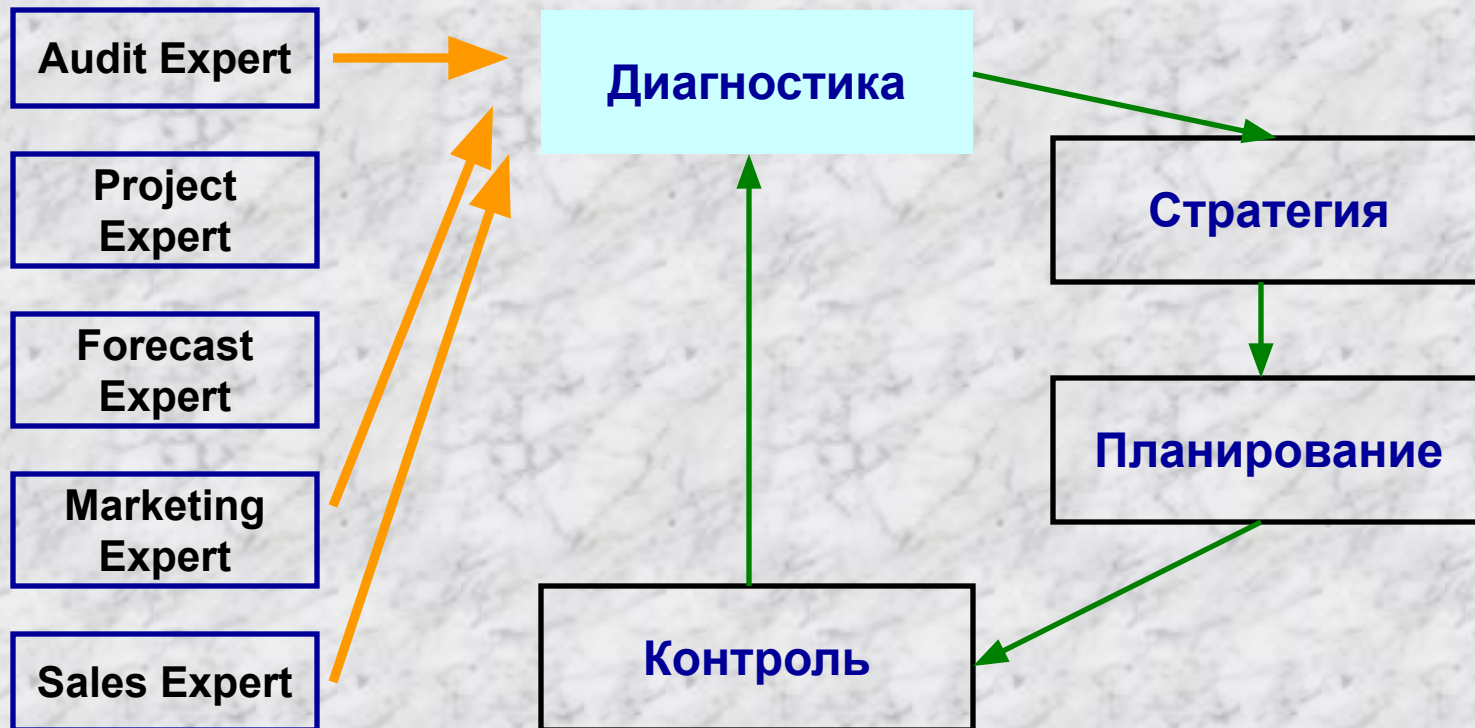 Audit Expert
Project
Expert
Forecast
Expert
Marketing
Expert
Sales Expert
Диагностика
Стратегия
Планирование
Контроль